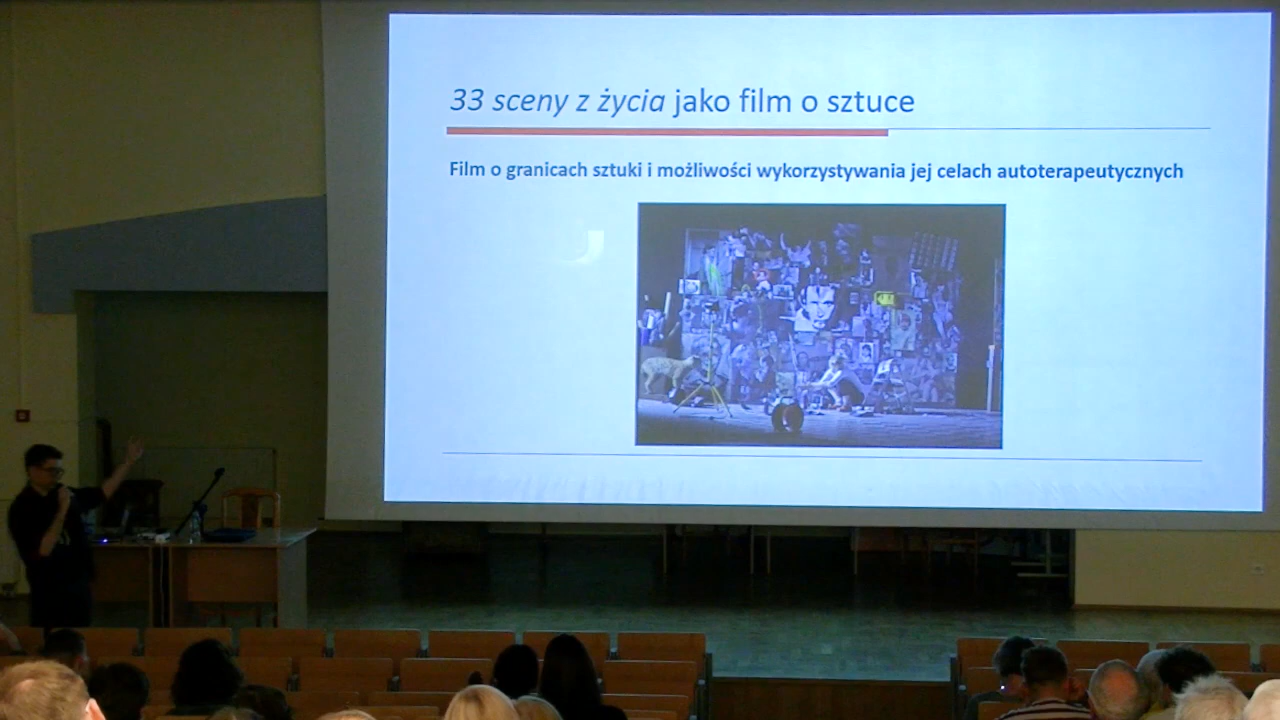 33 sceny z życia jako film o sztuce
Film o granicach sztuki i możliwości wykorzystywania jej celach autoterapeutycznych